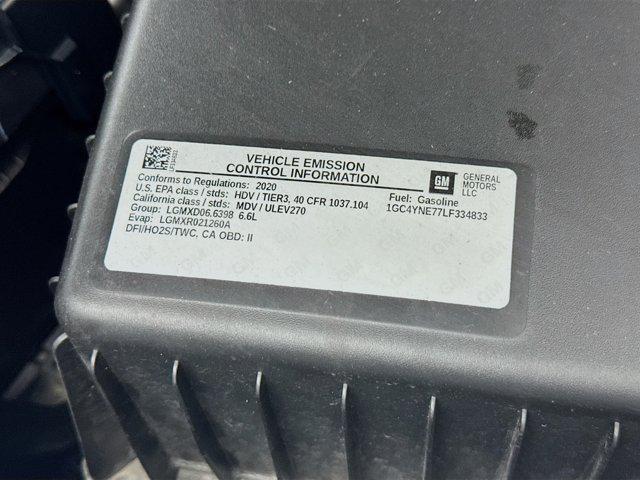 VEHICLE EMISSION
CONTROL INFORMATION
GM
GENERAL
MOTORS
LLC
Conforms to Regulations: 2020
U.S. EPA class / stds: HDV / TIER3, 40 CFR 1037.104
California class / stds: MDV / ULEV270
Group: LGMXD06.6398 6.6L
Evap: LGMXR021260A
DFI/HO2S/TWC, CA OBD: II
Fuel: Gasoline
1GC4YNE77LF334833